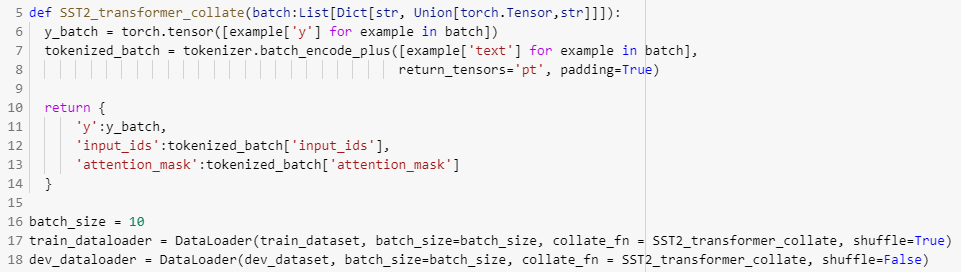 5 def SST2_transformer_collate(batch:List[Dict[str, Union[torch.Tensor,str]]]):
6   y_batch = torch.tensor([example['y'] for example in batch])
7   tokenized_batch = tokenizer.batch_encode_plus([example['text'] for example in batch],
8                                                 return_tensors='pt', padding=True)
9
10   return {
11       'y':y_batch,
12       'input_ids':tokenized_batch['input_ids'],
13       'attention_mask':tokenized_batch['attention_mask']
14   }
15
16 batch_size = 10
17 train_dataloader = DataLoader(train_dataset, batch_size=batch_size, collate_fn = SST2_transformer_collate, shuffle=True)
18 dev_dataloader = DataLoader(dev_dataset, batch_size=batch_size, collate_fn = SST2_transformer_collate, shuffle=False)